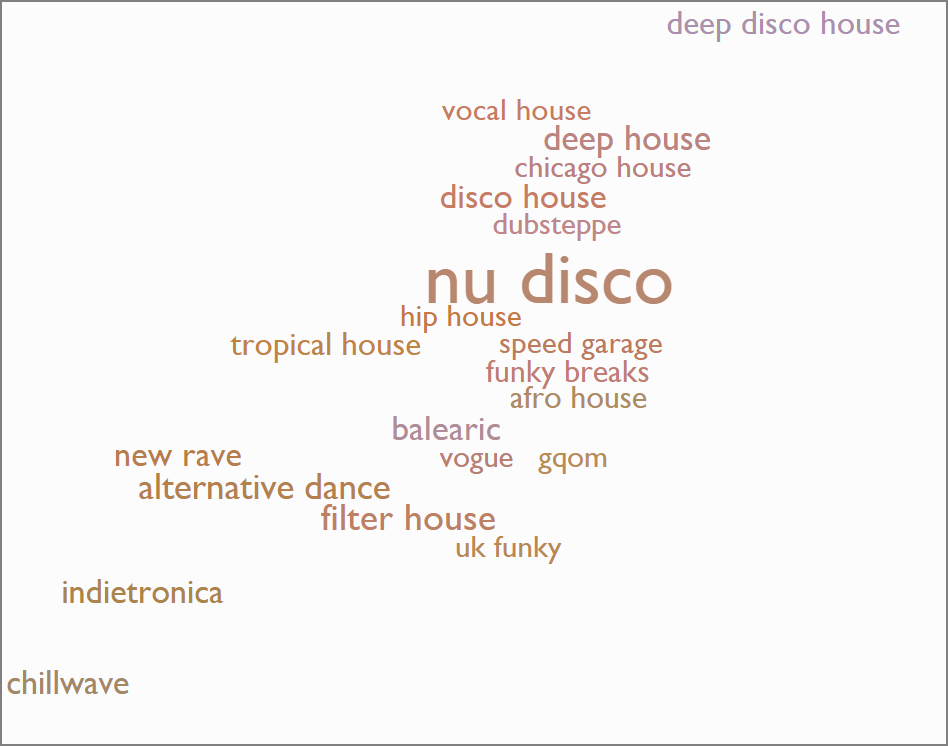 deep disco house
vocal house
deep house
chicago house
disco house
dubsteppe
nu disco
hip house
tropical house
speed garage
funky breaks
afro house
balearic
new rave
vogue
gqom
alternative dance
filter house
uk funky
indietronica
chillwave